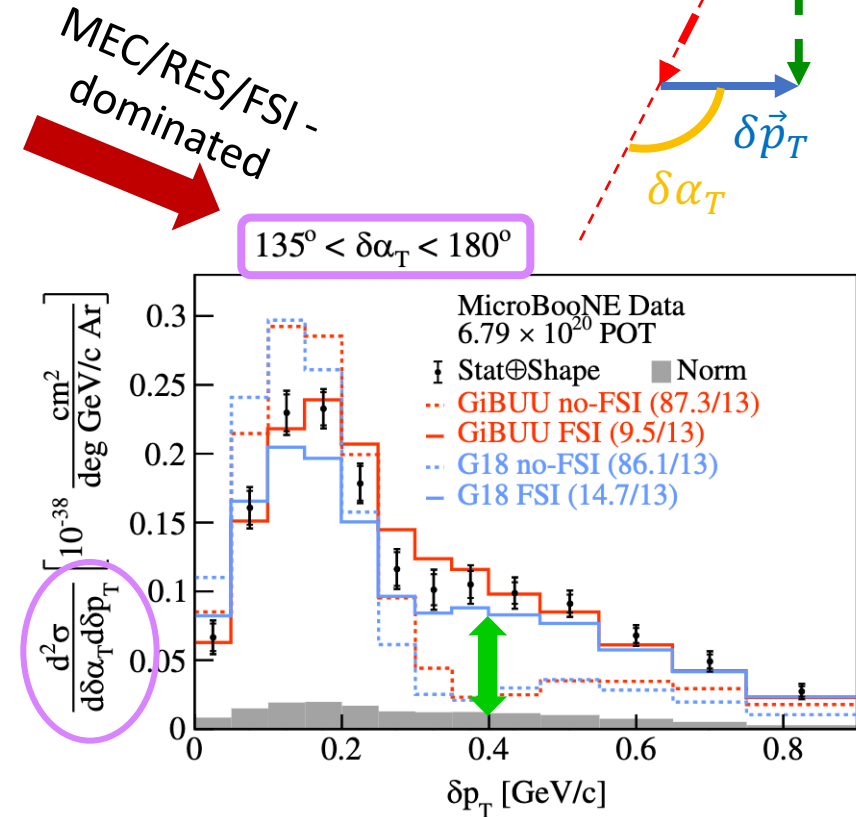 MEC/RES/FSI -
dominated
δp⃗_T
δα_T
135° < δα_T < 180°
MicroBooNE Data
6.79 × 10²⁰ POT
Stat⊕Shape
Norm
GiBUU no-FSI (87.3/13)
GiBUU FSI (9.5/13)
G18 no-FSI (86.1/13)
G18 FSI (14.7/13)
d²σ/dδα_Tdδp_T [10⁻³⁸ cm²/deg GeV/c Ar]
0.3
0.25
0.2
0.15
0.1
0.05
0
0 0.2 0.4 0.6 0.8
δp_T [GeV/c]